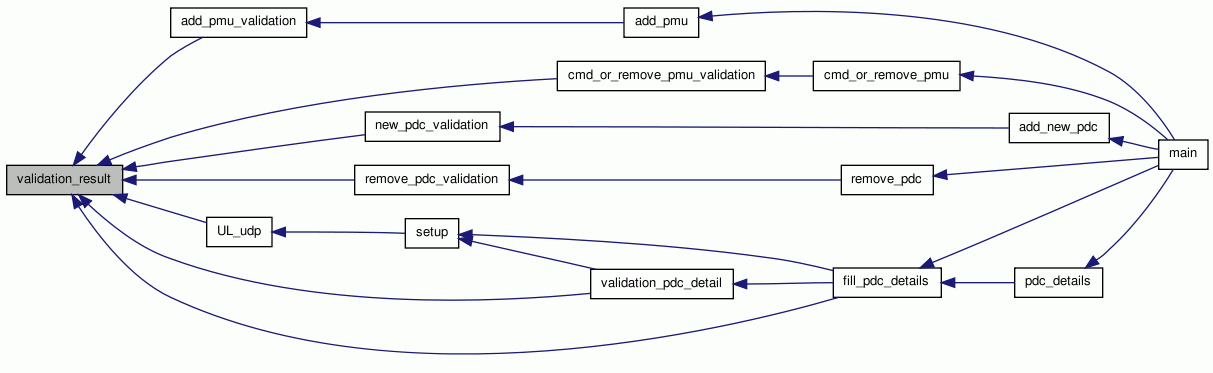 add_pmu_validation
add_pmu
cmd_or_remove_pmu_validation
cmd_or_remove_pmu
new_pdc_validation
add_new_pdc
main
validation_result
remove_pdc_validation
remove_pdc
UL_udp
setup
validation_pdc_detail
fill_pdc_details
pdc_details